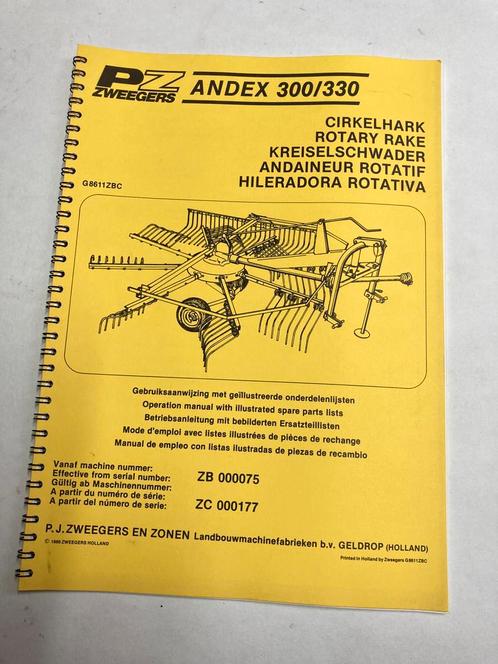 PZ
ZWEEGERS
ANDEX 300/330
CIRKELHARK
ROTARY RAKE
KREISELSCHWADER
ANDAINEUR ROTATIF
HILERADORA ROTATIVA
G8611ZBC
Gebruiksaanwijzing met geïllustreerde onderdelenlijsten
Operation manual with illustrated spare parts lists
Betriebsanleitung mit bebilderten Ersatzteillisten
Mode d'emploi avec listes illustrées de pièces de rechange
Manual de empleo con listas ilustradas de piezas de recambio
Vanaf machine nummer:
Effective from serial number: ZB 000075
Gültig ab Maschinennummer:
A partir du numéro de série: ZC 000177
A partir del número de serie:
P.J. ZWEEGERS EN ZONEN Landbouwmachinefabrieken b.v. GELDROP (HOLLAND)
ZWEEGERS HOLLAND
Printed in Holland by Zweegers G8611ZBC